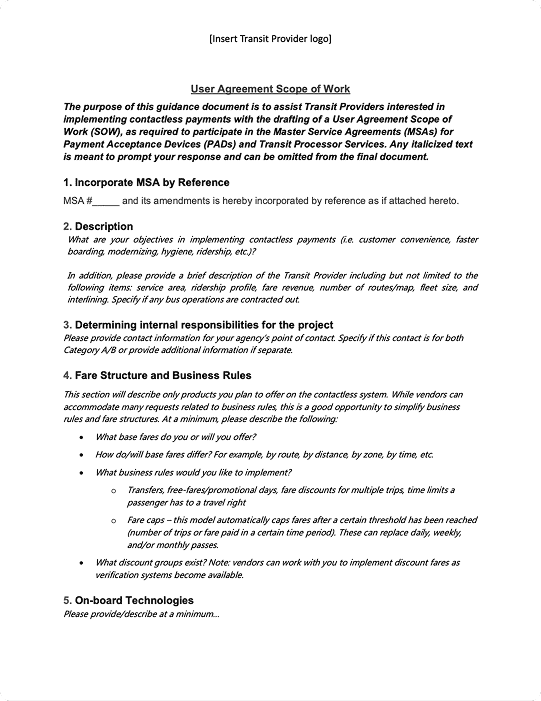 [Insert Transit Provider logo]
User Agreement Scope of Work
The purpose of this guidance document is to assist Transit Providers interested in
implementing contactless payments with the drafting of a User Agreement Scope of
Work (SOW), as required to participate in the Master Service Agreements (MSAs) for
Payment Acceptance Devices (PADs) and Transit Processor Services. Any italicized text
is meant to prompt your response and can be omitted from the final document.
1. Incorporate MSA by Reference
MSA #_____ and its amendments is hereby incorporated by reference as if attached hereto.
2. Description
What are your objectives in implementing contactless payments (i.e. customer convenience, faster
boarding, modernizing, hygiene, ridership, etc.)?
In addition, please provide a brief description of the Transit Provider including but not limited to the
following items: service area, ridership profile, fare revenue, number of routes/map, fleet size, and
interlining. Specify if any bus operations are contracted out.
3. Determining internal responsibilities for the project
Please provide contact information for your agency's point of contact. Specify if this contact is for both
Category A/B or provide additional information if separate.
4. Fare Structure and Business Rules
This section will describe only products you plan to offer on the contactless system. While vendors can
accommodate many requests related to business rules, this is a good opportunity to simplify business
rules and fare structures. At a minimum, please describe the following:
• What base fares do you or will you offer?
• How do/will base fares differ? For example, by route, by distance, by zone, by time, etc.
• What business rules would you like to implement?
o Transfers, free-fares/promotional days, fare discounts for multiple trips, time limits a
passenger has to a travel right
o Fare caps – this model automatically caps fares after a certain threshold has been reached
(number of trips or fare paid in a certain time period). These can replace daily, weekly,
and/or monthly passes.
• What discount groups exist? Note: vendors can work with you to implement discount fares as
verification systems become available.
5. On-board Technologies
Please provide/describe at a minimum...